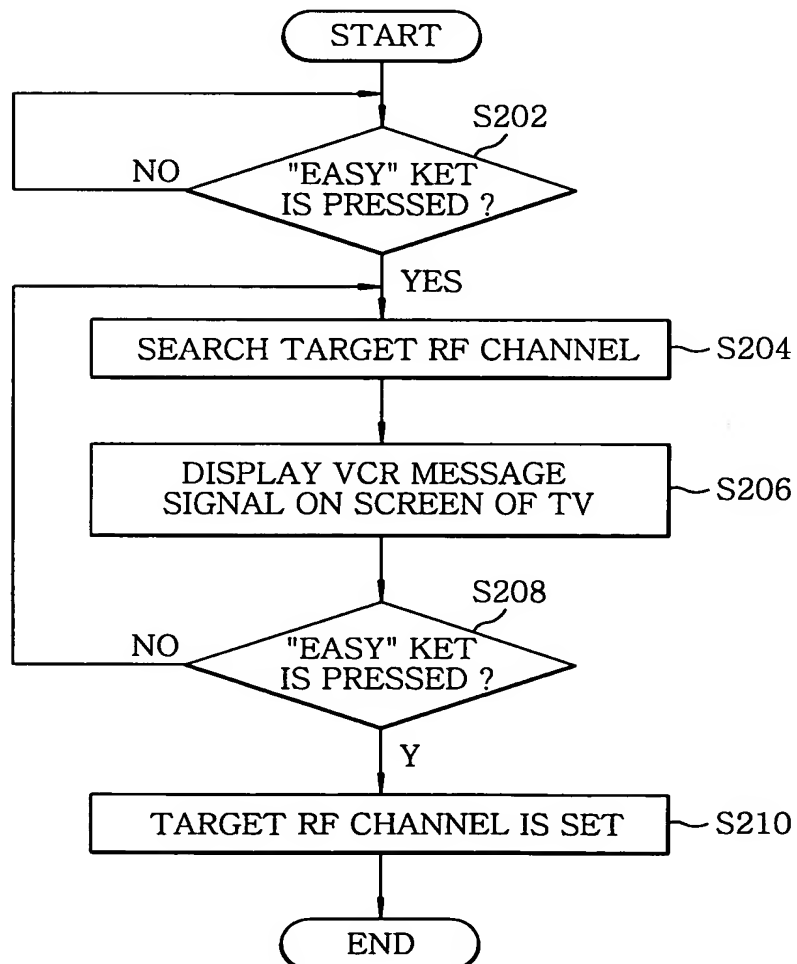 START
S202
NO
"EASY" KET
IS PRESSED ?
YES
SEARCH TARGET RF CHANNEL
S204
DISPLAY VCR MESSAGE
SIGNAL ON SCREEN OF TV
S206
S208
NO
"EASY" KET
IS PRESSED ?
Y
TARGET RF CHANNEL IS SET
S210
END